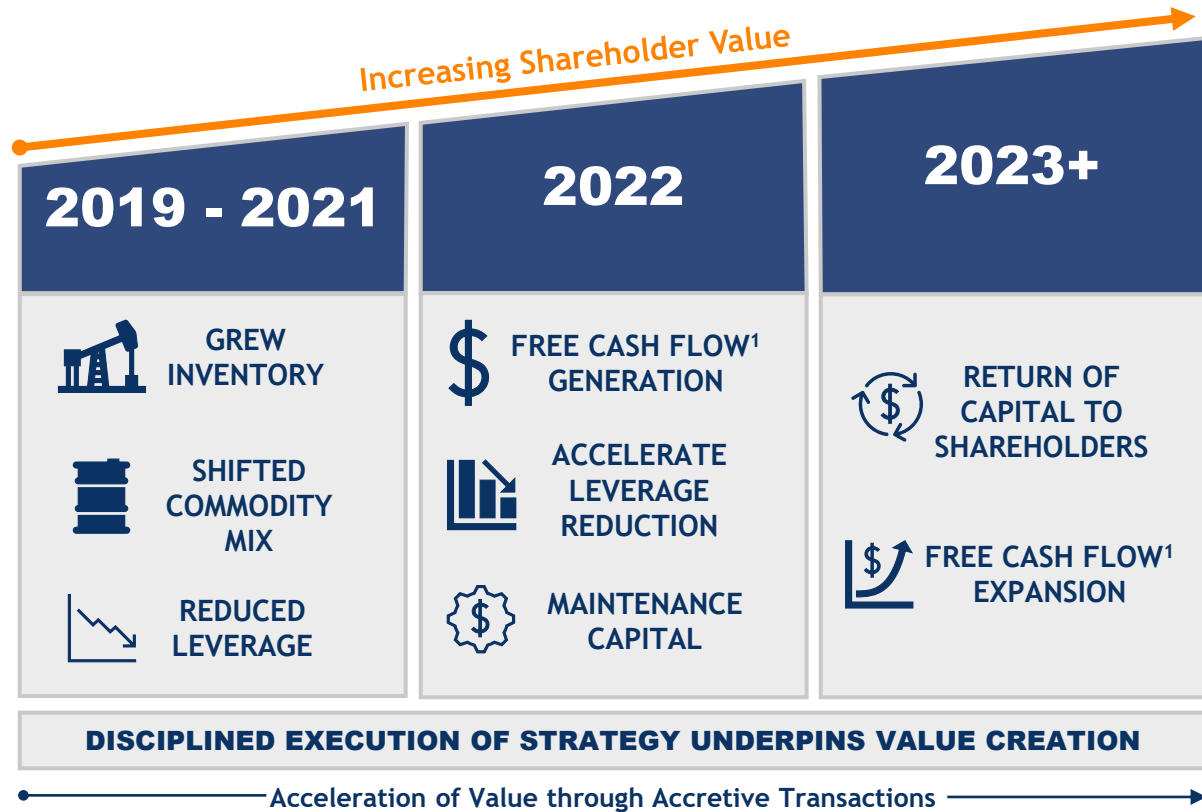 Increasing Shareholder Value
2019 - 2021
GREW
INVENTORY
SHIFTED
COMMODITY
MIX
REDUCED
LEVERAGE
2022
$
FREE CASH FLOW¹
GENERATION
ACCELERATE
LEVERAGE
REDUCTION
$
MAINTENANCE
CAPITAL
2023+
$
RETURN OF
CAPITAL TO
SHAREHOLDERS
$
FREE CASH FLOW¹
EXPANSION
DISCIPLINED EXECUTION OF STRATEGY UNDERPINS VALUE CREATION
Acceleration of Value through Accretive Transactions